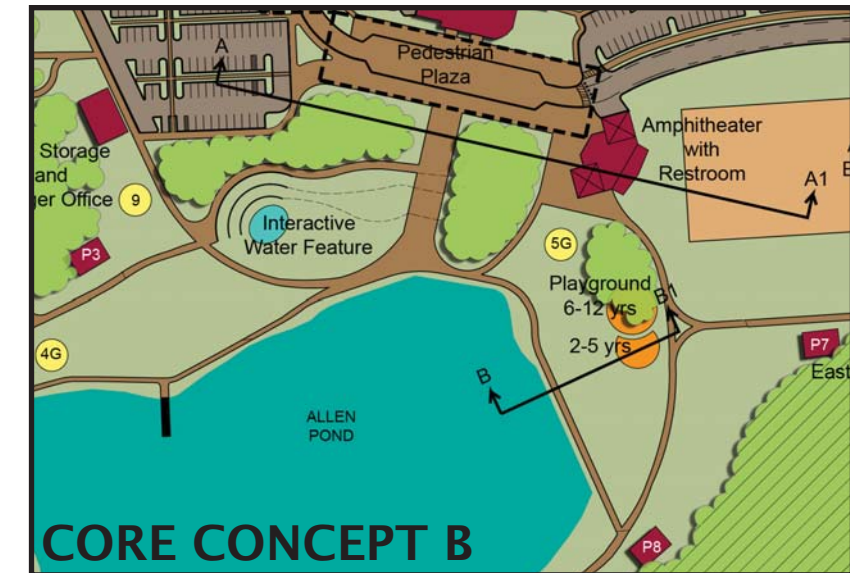 A
Pedestrian
Plaza
Amphitheater
with
Restroom
A1
Storage
and
er Office
9
P3
Interactive
Water Feature
5G
Playground
6-12 yrs
B1
2-5 yrs
4G
P7
East
B
ALLEN
POND
P8
CORE CONCEPT B